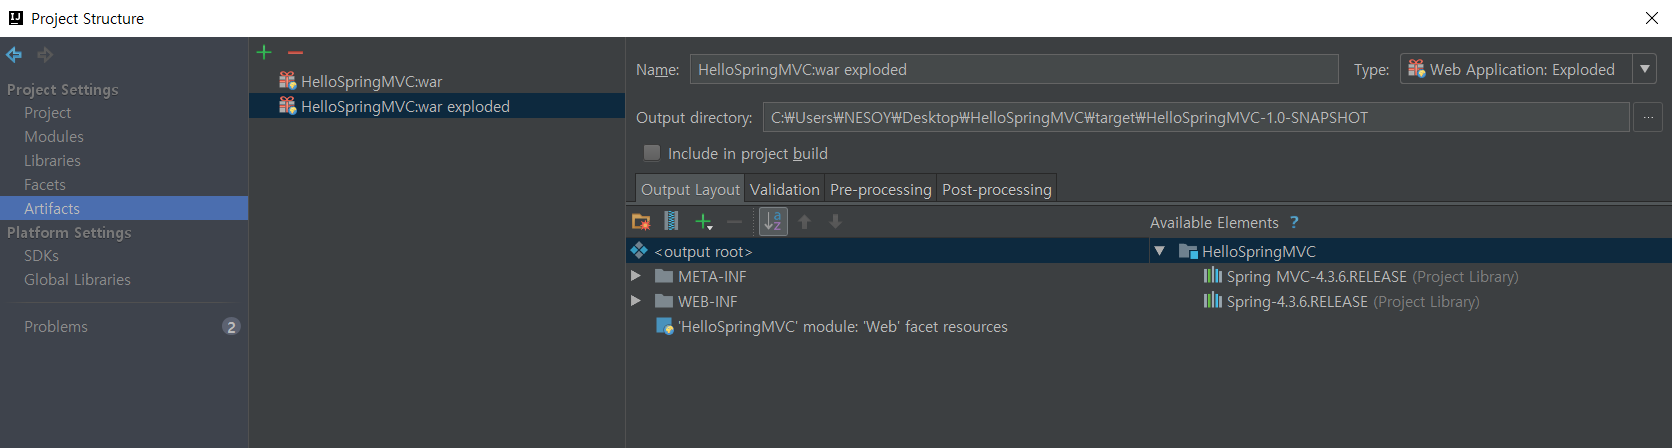 Project Structure
Project Settings
Project
Modules
Libraries
Facets
Artifacts
Platform Settings
SDKs
Global Libraries
Problems 2
HelloSpringMVC:war
HelloSpringMVC:war exploded
Name: HelloSpringMVC:war exploded Type: Web Application: Exploded
Output directory: C:₩Users₩NESOY₩Desktop₩HelloSpringMVC₩target₩HelloSpringMVC-1.0-SNAPSHOT ...
Include in project build
Output Layout Validation Pre-processing Post-processing
Available Elements ?
<output root>
META-INF
WEB-INF
'HelloSpringMVC' module: 'Web' facet resources
HelloSpringMVC
Spring MVC-4.3.6.RELEASE (Project Library)
Spring-4.3.6.RELEASE (Project Library)